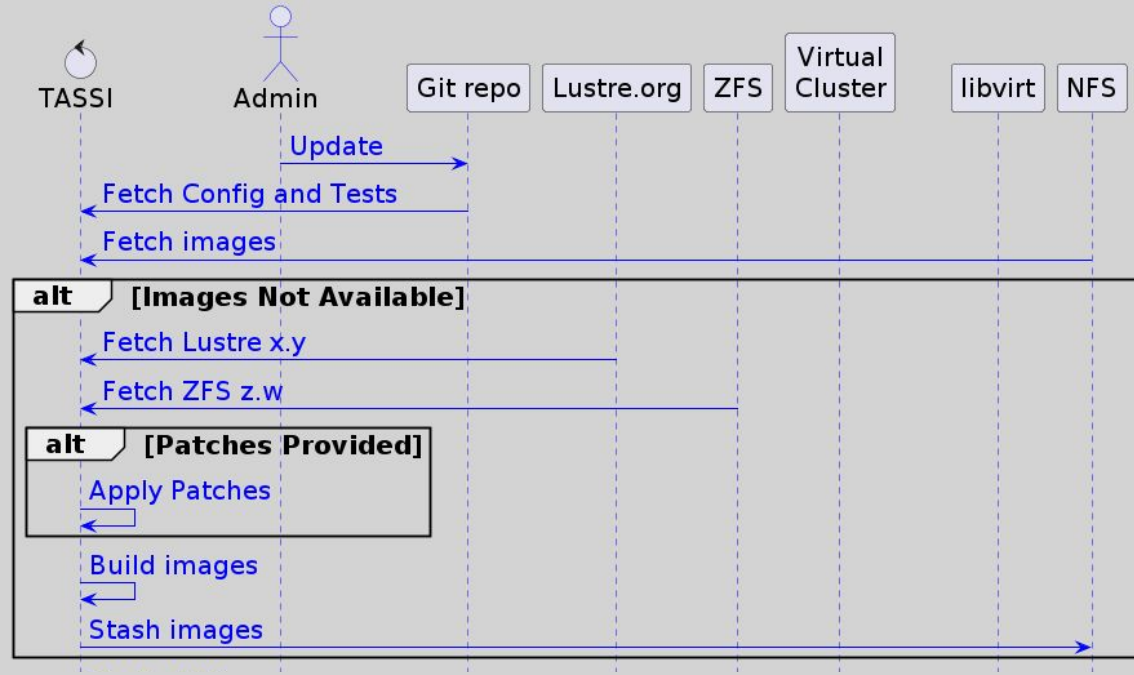 Virtual
TASSI Admin Git repo Lustre.org ZFS Cluster libvirt NFS
Update
Fetch Config and Tests
Fetch images
alt [Images Not Available]
Fetch Lustre x.y
Fetch ZFS z.w
alt [Patches Provided]
Apply Patches
Build images
Stash images